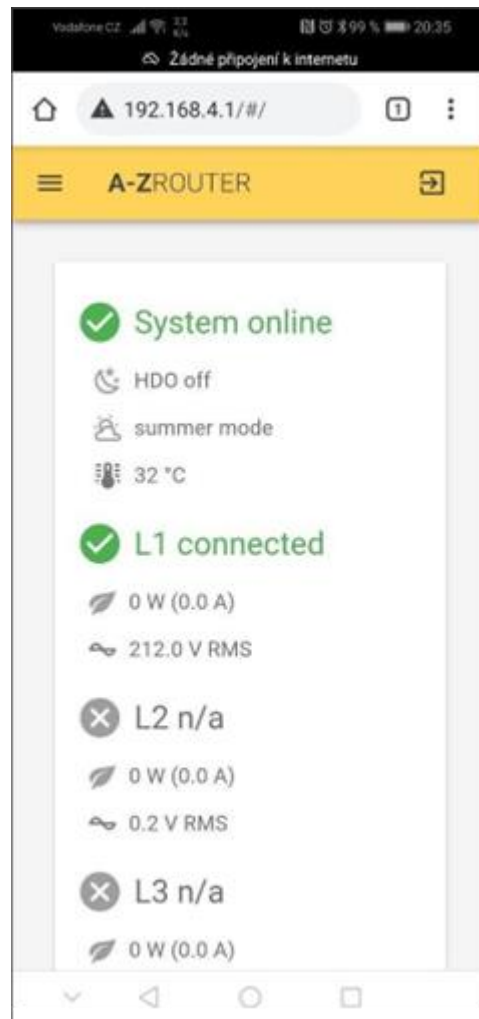 Vodafone CZ 99 % 20:35
Žádné připojení k internetu
192.168.4.1/#/ 1
A-ZROUTER
System online
HDO off
summer mode
32 °C
L1 connected
0 W (0.0 A)
212.0 V RMS
L2 n/a
0 W (0.0 A)
0.2 V RMS
L3 n/a
0 W (0.0 A)